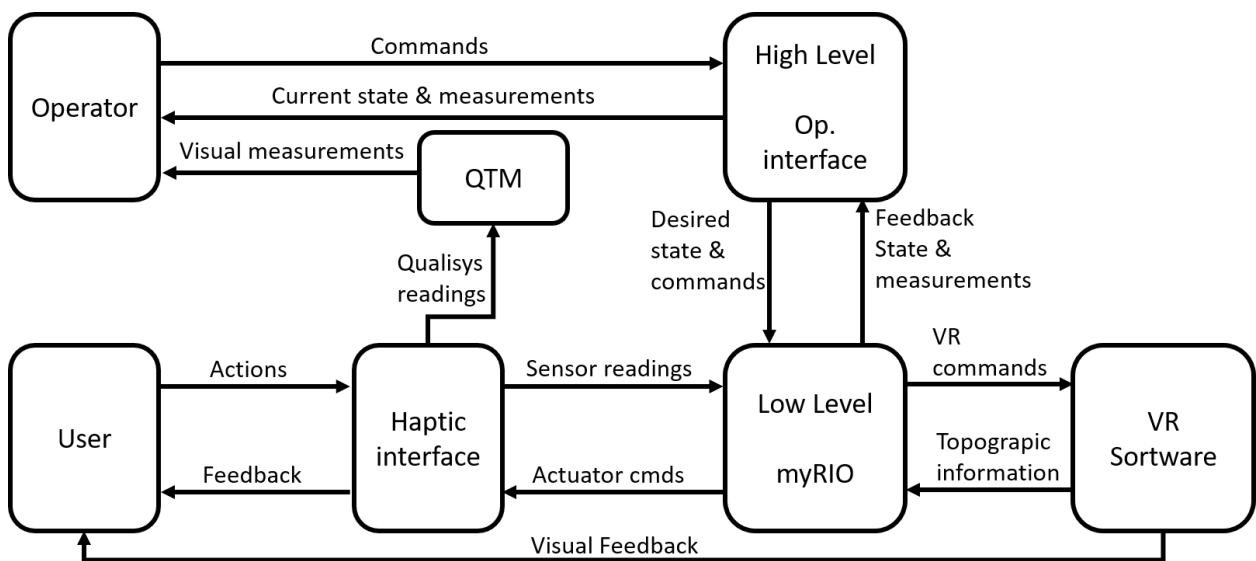 Commands
High Level
Op.
interface
Operator
Current state & measurements
Visual measurements
QTM
Desired
state &
commands
Feedback
State &
measurements
Qualisys
readings
User
Actions
Haptic
interface
Sensor readings
Low Level
myRIO
VR
commands
VR
Sortware
Feedback
Actuator cmds
Topograpic
information
Visual Feedback